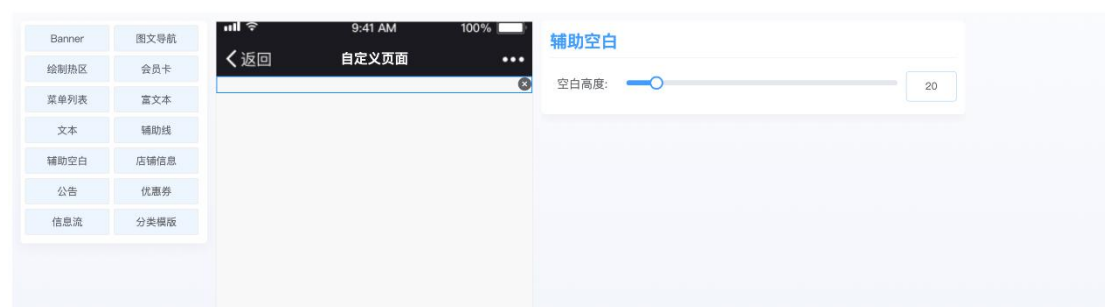 Banner 图文导航
绘制热区 会员卡
菜单列表 富文本
文本 辅助线
辅助空白 店铺信息
公告 优惠券
信息流 分类模版
9:41 AM 100%
返回 自定义页面
辅助空白
空白高度: 20